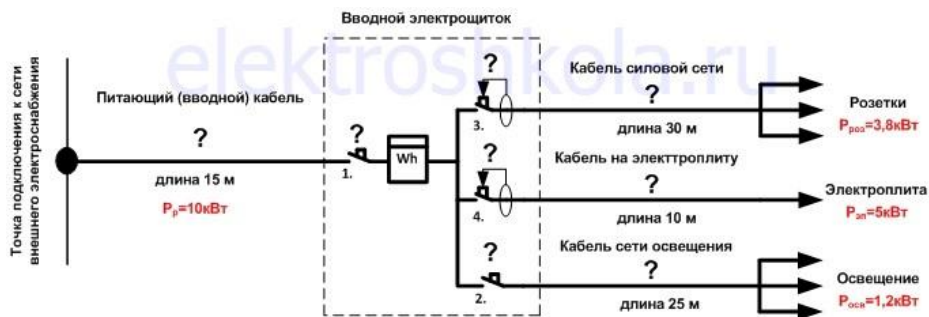 elektroshkola.ru
Вводной электрощиток
Точка подключения к сети
внешнего электроснабжения
Питающий (вводной) кабель
?
длина 15 м
Pр=10кВт
?
1.
Wh
?
3.
Кабель силовой сети
?
длина 30 м
Розетки
Pроз=3,8кВт
?
4.
Кабель на электтроплиту
?
длина 10 м
Электроплита
Pэп=5кВт
?
2.
Кабель сети освещения
?
длина 25 м
Освещение
Pосв=1,2кВт